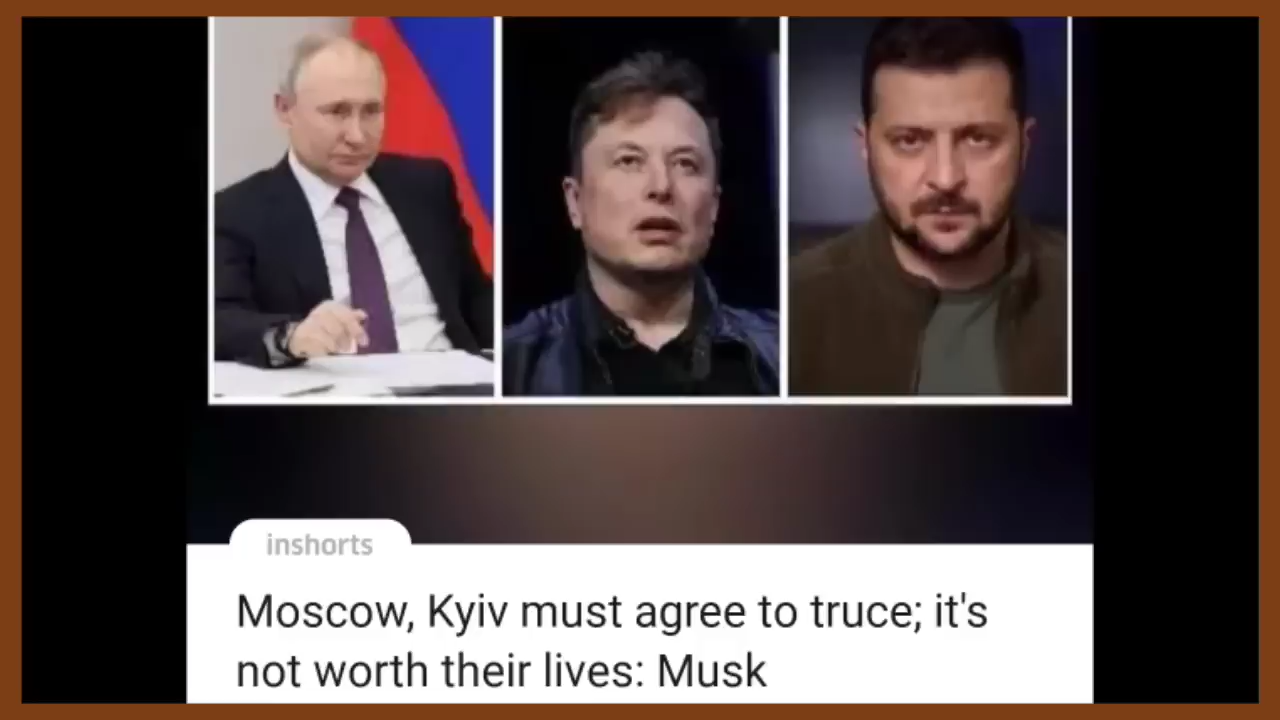 inshorts
Moscow, Kyiv must agree to truce; it's
not worth their lives: Musk